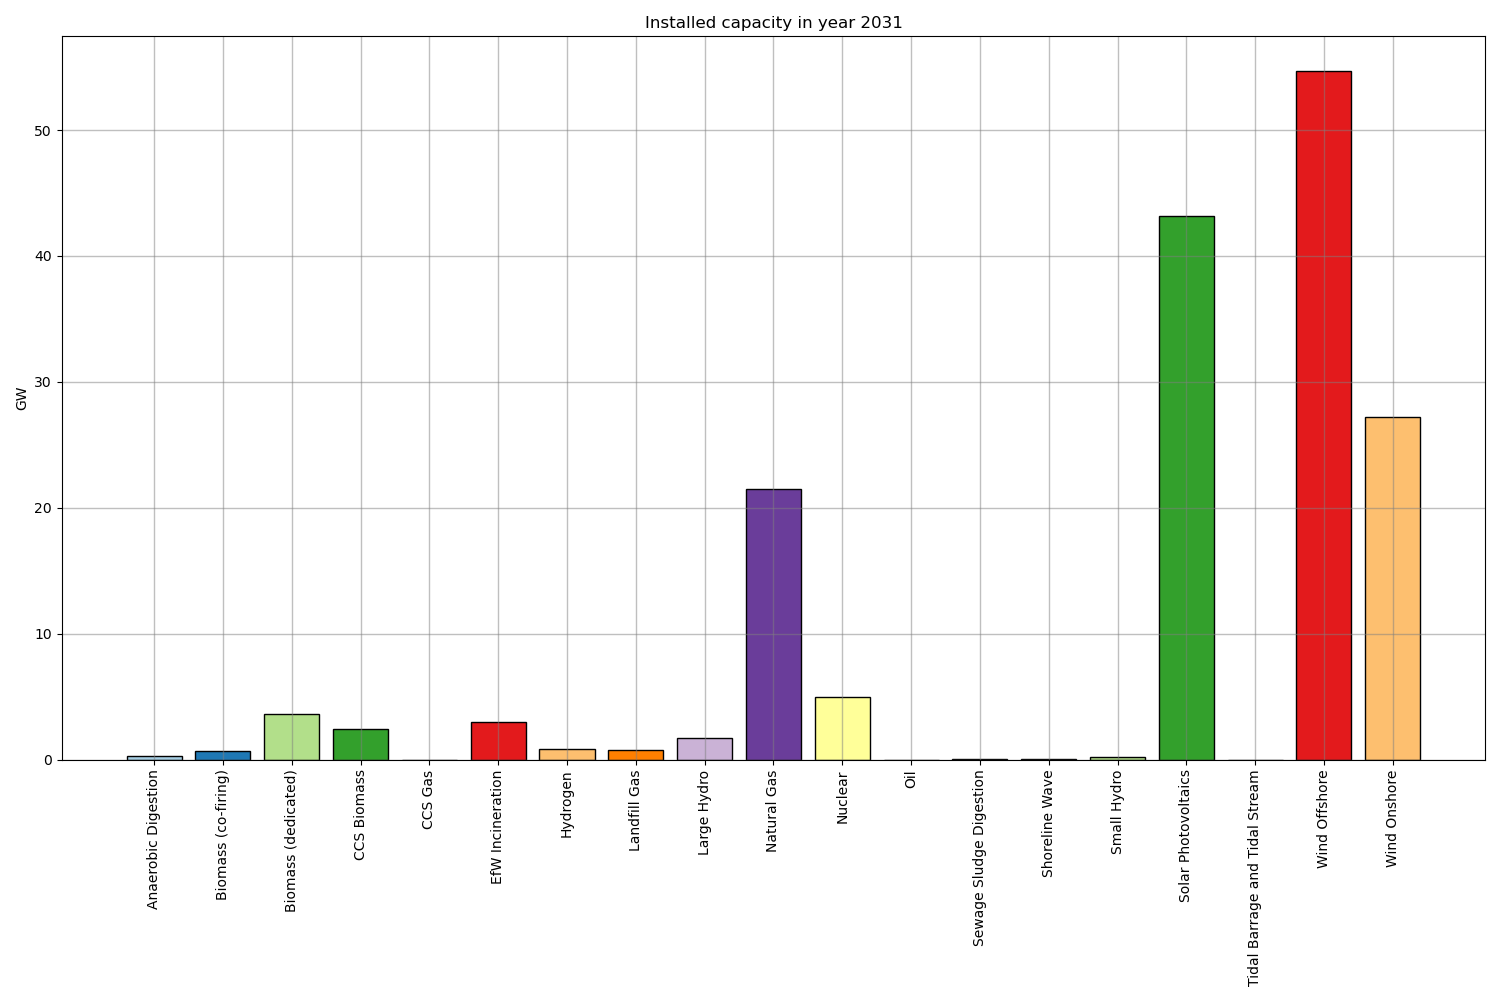 Installed capacity in year 2031
GW
50
40
30
20
10
0
Anaerobic Digestion
Biomass (co-firing)
Biomass (dedicated)
CCS Biomass
CCS Gas
EfW Incineration
Hydrogen
Landfill Gas
Large Hydro
Natural Gas
Nuclear
Oil
Sewage Sludge Digestion
Shoreline Wave
Small Hydro
Solar Photovoltaics
Tidal Barrage and Tidal Stream
Wind Offshore
Wind Onshore